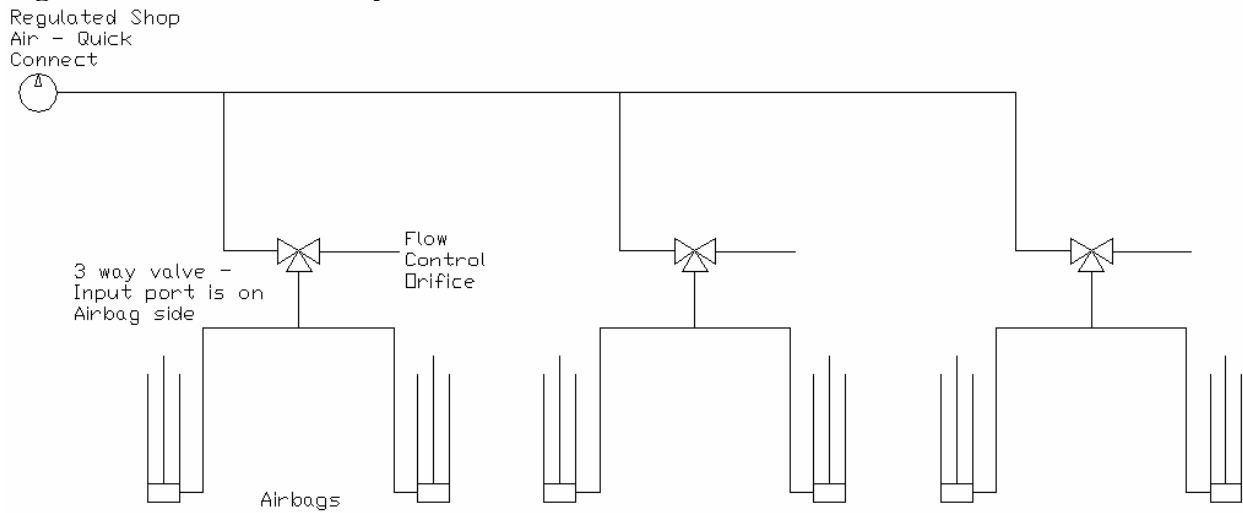 Regulated Shop
Air - Quick
Connect
Flow
Control
Orifice
3 way valve -
Input port is on
Airbag side
Airbags